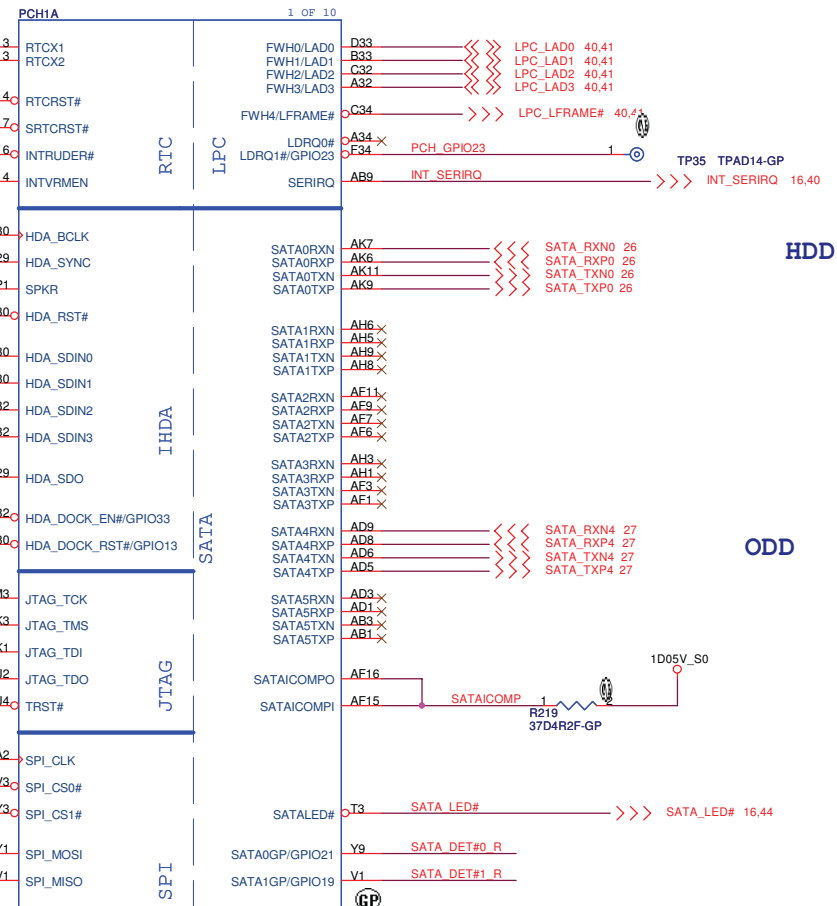 PCH1A
1 OF 10
3 RTCX1
3 RTCX2
4 RTCRST#
7 SRTCRST#
6 INTRUDER#
4 INTVRMEN
RTC
LPC
FWH0/LAD0 D33 LPC_LAD0 40,41
FWH1/LAD1 B33 LPC_LAD1 40,41
FWH2/LAD2 C32 LPC_LAD2 40,41
FWH3/LAD3 A32 LPC_LAD3 40,41
FWH4/LFRAME# C34 LPC_LFRAME# 40,41
LDRQ0# A34
LDRQ1#/GPIO23 F34 PCH_GPIO23 1
TP35 TPAD14-GP
SERIRQ AB9 INT_SERIRQ INT_SERIRQ 16,40
HDA_BCLK
29 HDA_SYNC
P1 SPKR
HDA_RST#
HDA_SDIN0
HDA_SDIN1
HDA_SDIN2
HDA_SDIN3
29 HDA_SDO
HDA_DOCK_EN#/GPIO33
HDA_DOCK_RST#/GPIO13
IHDA
SATA
SATA0RXN AK7 SATA_RXN0 26
SATA0RXP AK6 SATA_RXP0 26
SATA0TXN AK11 SATA_TXN0 26
SATA0TXP AK9 SATA_TXP0 26
HDD
SATA1RXN AH6
SATA1RXP AH5
SATA1TXN AH9
SATA1TXP AH8
SATA2RXN AF11
SATA2RXP AF9
SATA2TXN AF7
SATA2TXP AF6
SATA3RXN AH3
SATA3RXP AH1
SATA3TXN AF3
SATA3TXP AF1
SATA4RXN AD9 SATA_RXN4 27
SATA4RXP AD8 SATA_RXP4 27
SATA4TXN AD6 SATA_TXN4 27
SATA4TXP AD5 SATA_TXP4 27
ODD
SATA5RXN AD3
SATA5RXP AD1
SATA5TXN AB3
SATA5TXP AB1
JTAG_TCK
JTAG_TMS
JTAG_TDI
JTAG_TDO
TRST#
JTAG
SATAICOMPO AF16
SATAICOMPI AF15 SATAICOMP 1 2
R219
37D4R2F-GP
1D05V_S0
SPI_CLK
SPI_CS0#
SPI_CS1#
SPI_MOSI
SPI_MISO
SPI
SATALED# T3 SATA_LED# SATA_LED# 16,44
SATA0GP/GPIO21 Y9 SATA_DET#0_R
SATA1GP/GPIO19 V1 SATA_DET#1_R
GP